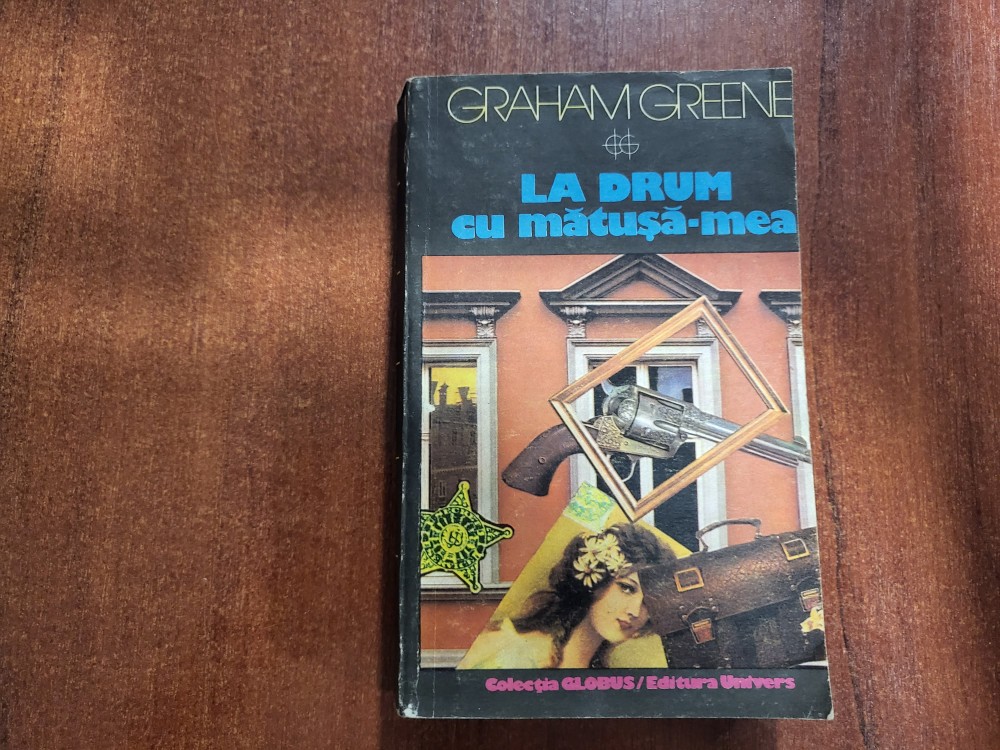 GRAHAM GREENE
LA DRUM
cu mătușă-mea
Colecția GLOBUS/Editura Univers